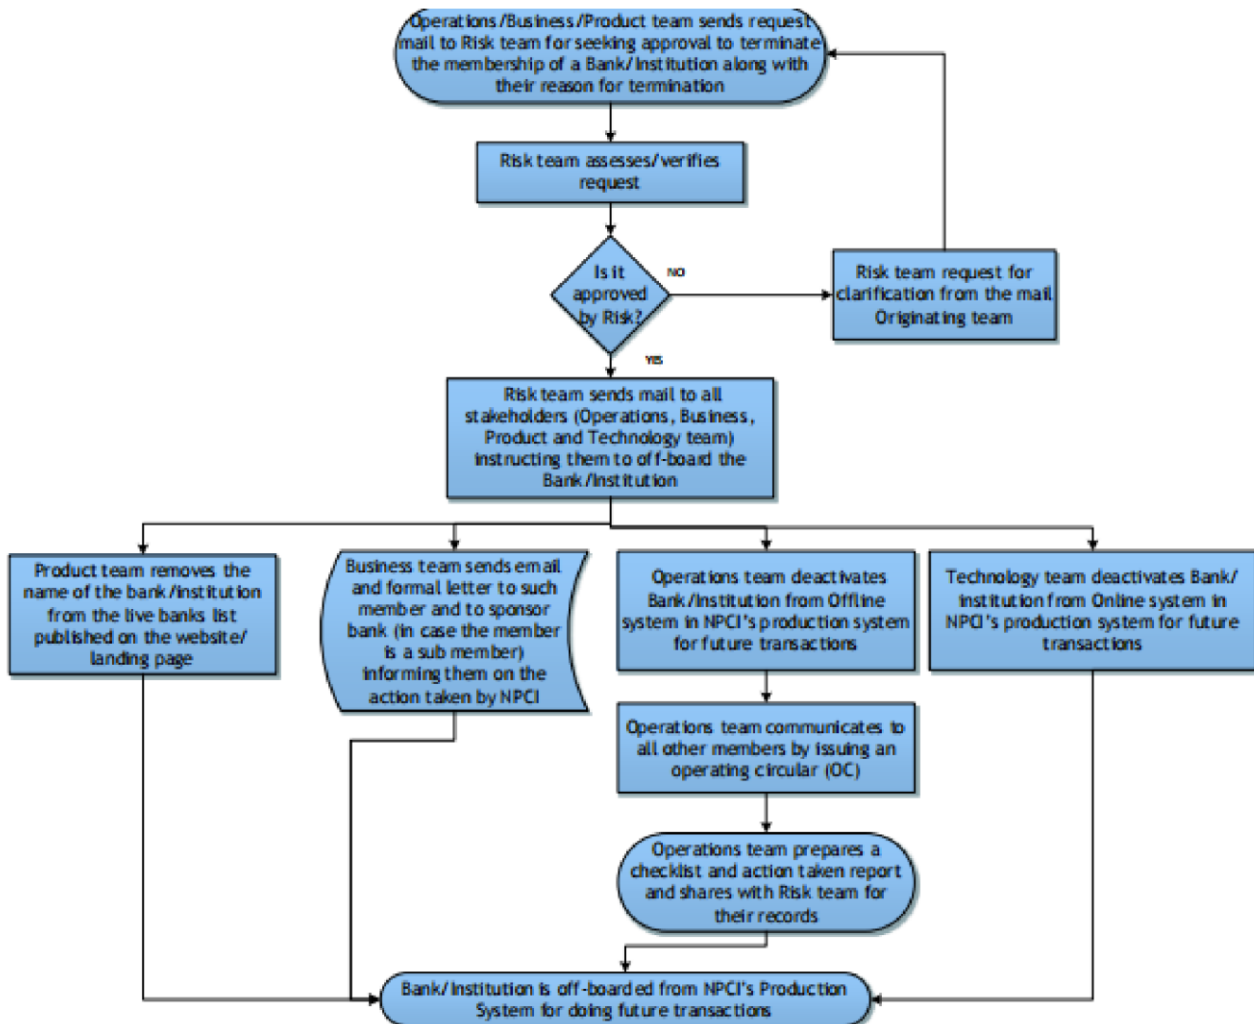 Operations/Business/Product team sends request
mail to Risk team for seeking approval to terminate
the membership of a Bank/Institution along with
their reason for termination
Risk team assesses/verifies
request
Is it
approved
by Risk?
NO
Risk team request for
clarification from the mail
Originating team
YES
Risk team sends mail to all
stakeholders (Operations, Business,
Product and Technology team)
instructing them to off-board the
Bank/Institution
Product team removes the
name of the bank/institution
from the live banks list
published on the website/
landing page
Business team sends email
and formal letter to such
member and to sponsor
bank (in case the member
is a sub member)
informing them on the
action taken by NPCI
Operations team deactivates
Bank/Institution from Offline
system in NPCI's production system
for future transactions
Technology team deactivates Bank/
institution from Online system in
NPCI's production system for future
transactions
Operations team communicates to
all other members by issuing an
operating circular (OC)
Operations team prepares a
checklist and action taken report
and shares with Risk team for
their records
Bank/Institution is off-boarded from NPCI's Production
System for doing future transactions